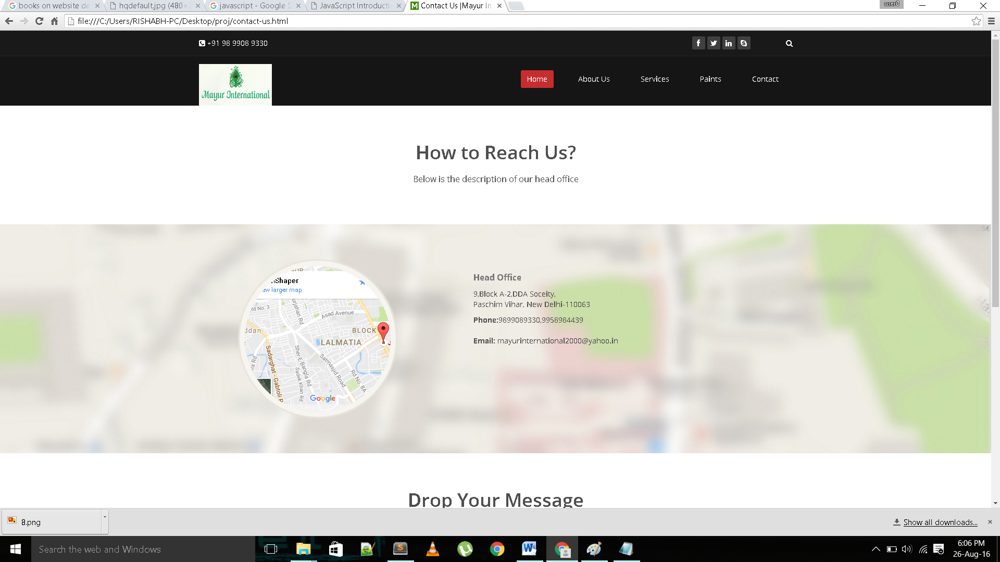 books on website de
hqdefault.jpg (480×3
javascript - Google S
JavaScript Introducti
Contact Us |Mayur In
user0
file:///C:/Users/RISHABH-PC/Desktop/proj/contact-us.html
+91 98 9908 9330
Mayur International
Home
About Us
Services
Paints
Contact
How to Reach Us?
Below is the description of our head office
Shaper
ew larger map
rd No. 3
urjahan Rd
Asad Avenue
ddan
BLOCK
LALMATIA
Sadarghat - Gabtoli P
Sher-E-Bangla Rd
Sadek Khan Rd
Satmasjid Road
Rd No. 8A
Google
Head Office
9,Block A-2,DDA Soceity,
Paschim Vihar, New Delhi-110063
Phone:9899089330,9958984439
Email: mayurinternational2000@yahoo.in
Drop Your Message
8.png
Show all downloads...
Search the web and Windows
6:06 PM
26-Aug-16